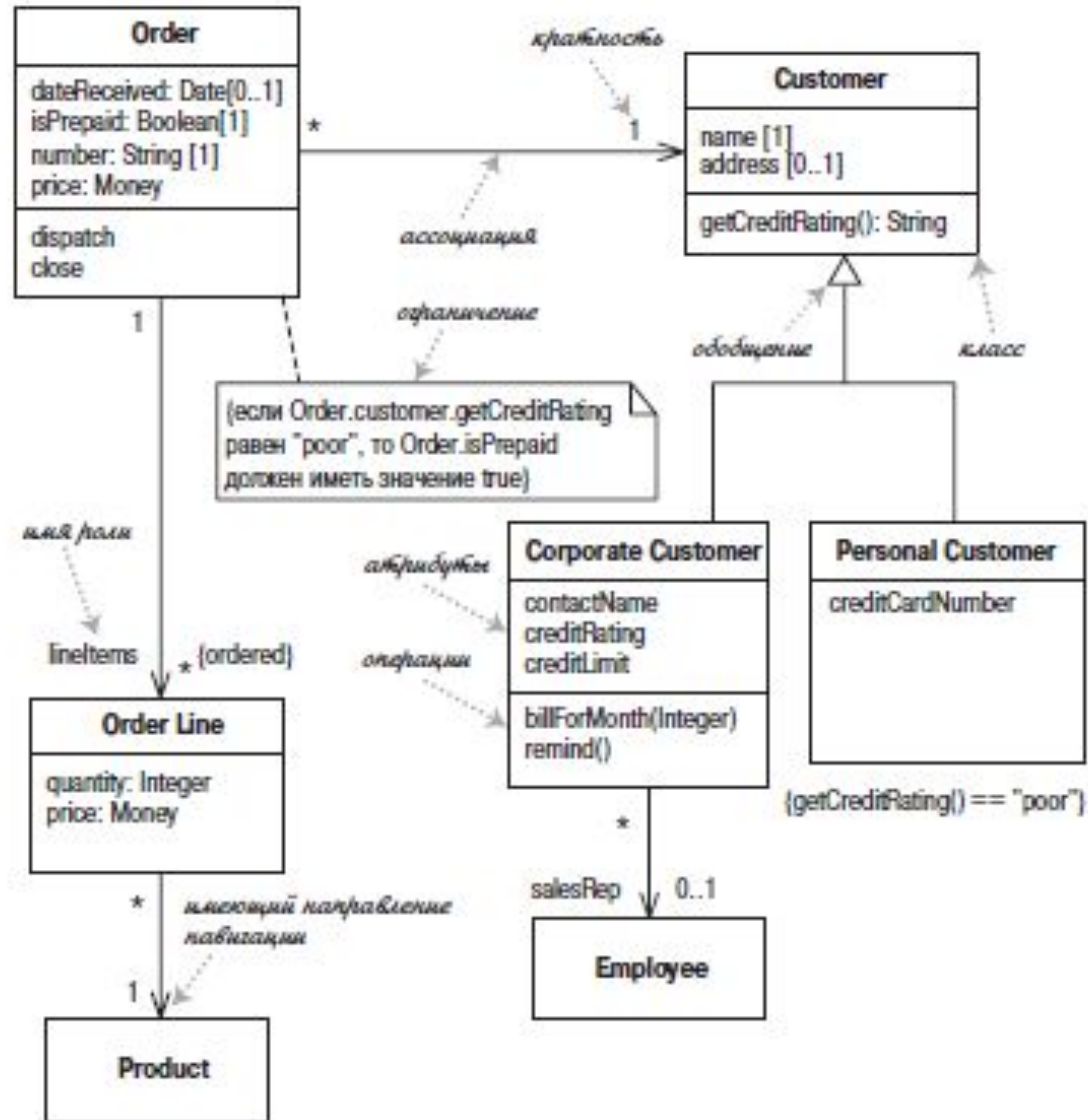 Order
dateReceived: Date[0..1]
isPrepaid: Boolean[1]
number: String [1]
price: Money
dispatch
close
кратность
*
1
Customer
name [1]
address [0..1]
getCreditRating(): String
ассоциация
ограничение
1
обобщение
класс
{если Order.customer.getCreditRating
равен "poor", то Order.isPrepaid
должен иметь значение true}
имя роли
lineItems
* {ordered}
атрибуты
операции
Corporate Customer
contactName
creditRating
creditLimit
billForMonth(Integer)
remind()
Personal Customer
creditCardNumber
{getCreditRating() == "poor"}
Order Line
quantity: Integer
price: Money
*
имеющий направление
навигации
1
Product
*
salesRep
0..1
Employee